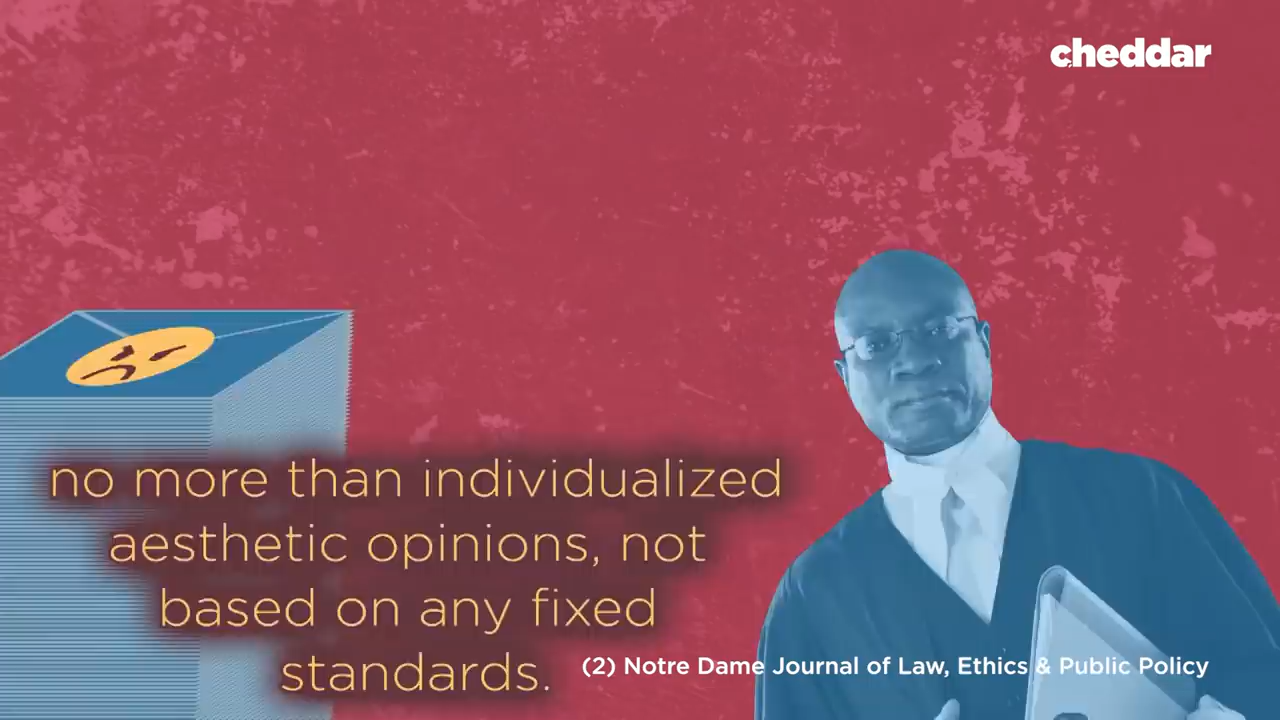 cheddar
no more than individualized
aesthetic opinions, not
based on any fixed
standards.
(2) Notre Dame Journal of Law, Ethics & Public Policy